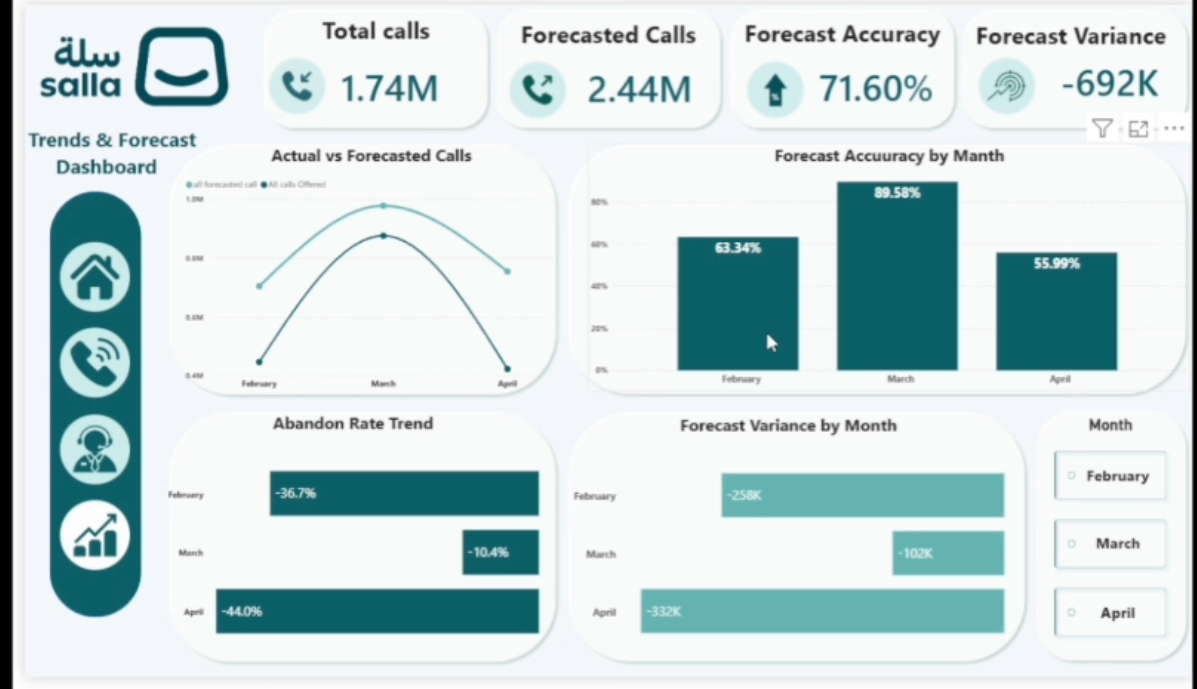 سلة
salla
Trends & Forecast
Dashboard
Total calls
1.74M
Forecasted Calls
2.44M
Forecast Accuracy
71.60%
Forecast Variance
-692K
Actual vs Forecasted Calls
all forecasted call All calls Offered
1.0M
0.8M
0.6M
0.4M
February March April
Forecast Accuuracy by Manth
80%
60%
40%
20%
0%
63.34%
89.58%
55.99%
February March April
Abandon Rate Trend
February -36.7%
March -10.4%
April -44.0%
Forecast Variance by Month
February -258K
March -102K
April -332K
Month
February
March
April